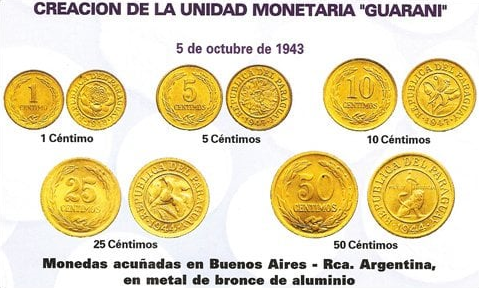 CREACION DE LA UNIDAD MONETARIA "GUARANI"
5 de octubre de 1943
1
CENTIMO
5
CENTIMOS
REPUBLICA DEL PARAGUAY
1947
10
CENTIMOS
REPUBLICA DEL PARAGUAY
1947
1 Céntimo
5 Céntimos
10 Céntimos
25
CENTIMOS
REPUBLICA DEL PARAGUAY
1944
50
CENTIMOS
REPUBLICA DEL PARAGUAY
1944
25 Céntimos
50 Céntimos
Monedas acuñadas en Buenos Aires - Rca. Argentina,
en metal de bronce de aluminio